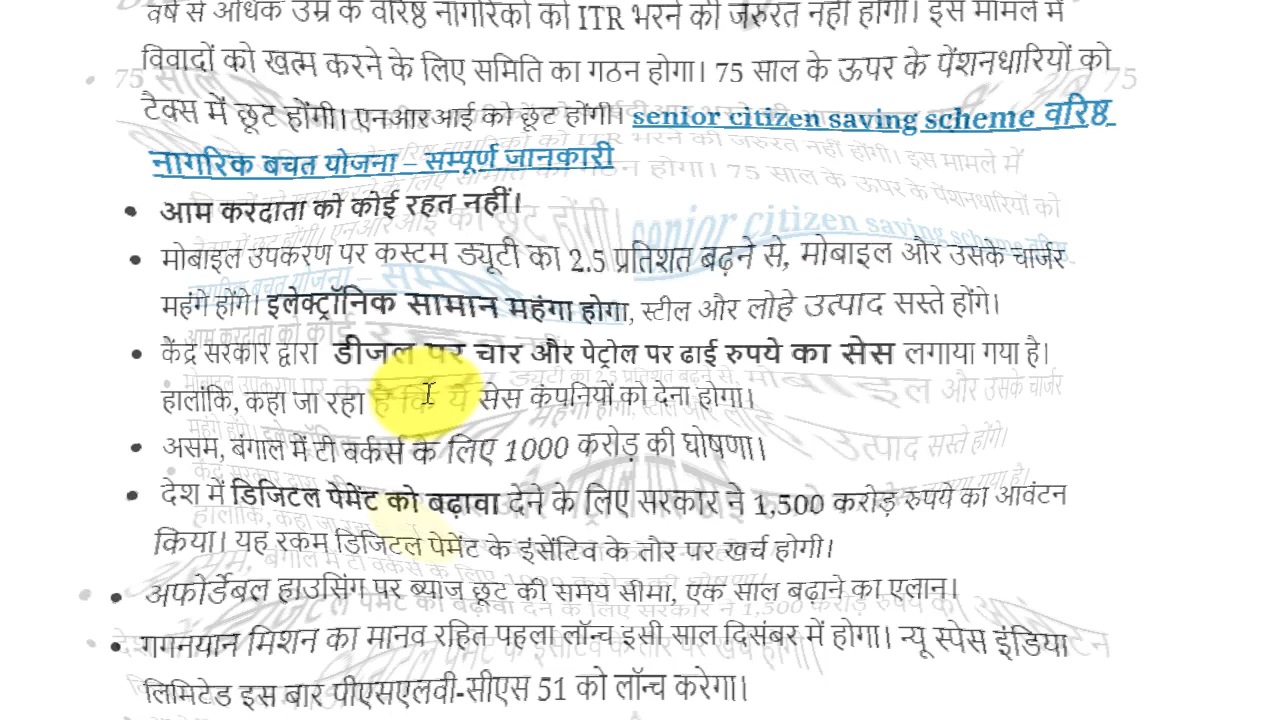 वर्ष से अधिक उम्र के वरिष्ठ नागरिकों को ITR भरने की जरुरत नहीं होगी। इस मामले में
विवादों को खत्म करने के लिए समिति का गठन होगा। 75 साल के ऊपर के पेंशनधारियों को
टैक्स में छूट होंगी। एनआरआई को छूट होंगी। senior citizen saving scheme वरिष्ठ
नागरिक बचत योजना – सम्पूर्ण जानकारी
• आम करदाता को कोई रहत नहीं।
• मोबाइल उपकरण पर कस्टम ड्यूटी का 2.5 प्रतिशत बढ़ने से, मोबाइल और उसके चार्जर
महंगे होंगे। इलेक्ट्रॉनिक सामान महंगा होगा, स्टील और लोहे उत्पाद सस्ते होंगे।
• केंद्र सरकार द्वारा डीजल पर चार और पेट्रोल पर ढाई रुपये का सेस लगाया गया है।
हालांकि, कहा जा रहा है कि ये सेस कंपनियों को देना होगा।
• असम, बंगाल में टी वर्कर्स के लिए 1000 करोड़ की घोषणा।
• देश में डिजिटल पेमेंट को बढ़ावा देने के लिए सरकार ने 1,500 करोड़ रुपये का आवंटन
किया। यह रकम डिजिटल पेमेंट के इंसेंटिव के तौर पर खर्च होगी।
• अफोर्डेबल हाउसिंग पर ब्याज छूट की समय सीमा, एक साल बढ़ाने का एलान।
• गगनयान मिशन का मानव रहित पहला लॉन्च इसी साल दिसंबर में होगा। न्यू स्पेस इंडिया
लिमिटेड इस बार पीएसएलवी-सीएस 51 को लॉन्च करेगा।